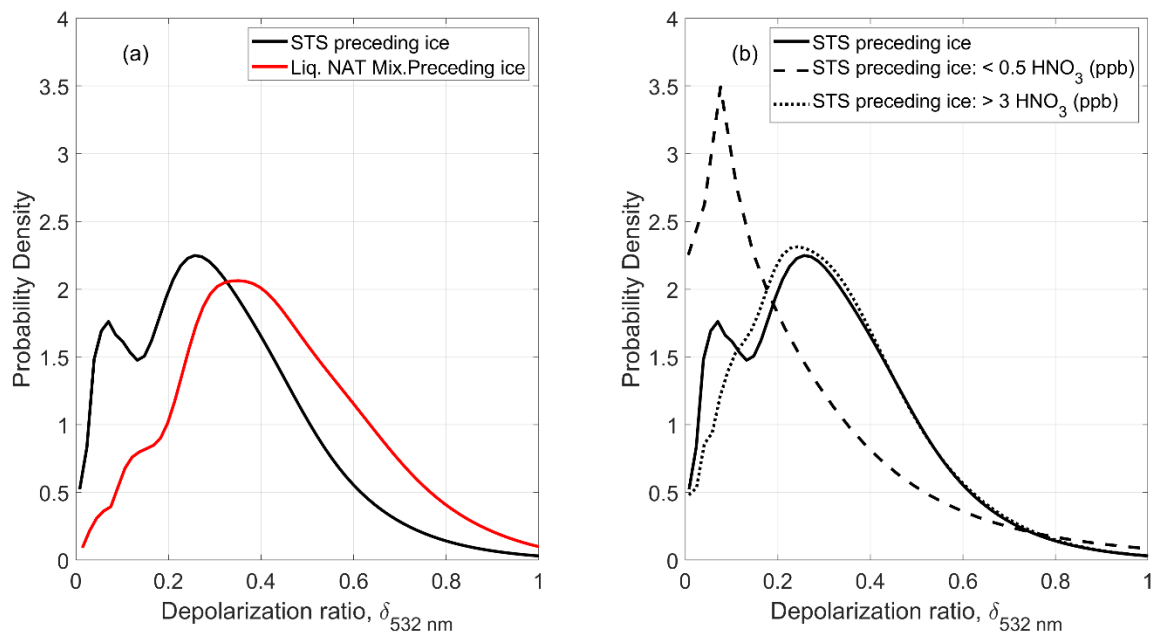 (a)
STS preceding ice
Liq. NAT Mix.Preceding ice
4
3.5
3
2.5
2
1.5
1
0.5
0
Probability Density
0 0.2 0.4 0.6 0.8 1
Depolarization ratio, δ532 nm
(b)
STS preceding ice
STS preceding ice: < 0.5 HNO3 (ppb)
STS preceding ice: > 3 HNO3 (ppb)
4
3.5
3
2.5
2
1.5
1
0.5
0
Probability Density
0 0.2 0.4 0.6 0.8 1
Depolarization ratio, δ532 nm